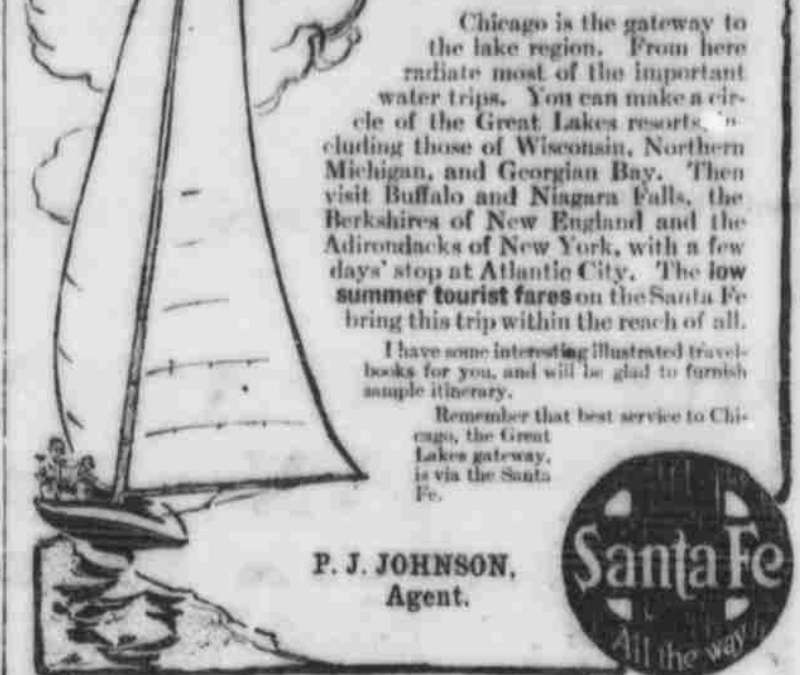 Chicago is the gateway to
the lake region. From here
radiate most of the important
water trips. You can make a cir-
cle of the Great Lakes resorts, in-
cluding those of Wisconsin, Northern
Michigan, and Georgian Bay. Then
visit Buffalo and Niagara Falls, the
Berkshires of New England and the
Adirondacks of New York, with a few
days' stop at Atlantic City. The low
summer tourist fares on the Santa Fe
bring this trip within the reach of all.
I have some interesting illustrated travel-
books for you, and will be glad to furnish
sample itinerary.
Remember that best service to Chi-
cago, the Great
Lakes gateway,
is via the Santa
Fe.
P. J. JOHNSON,
Agent.
Santa Fe
All the way